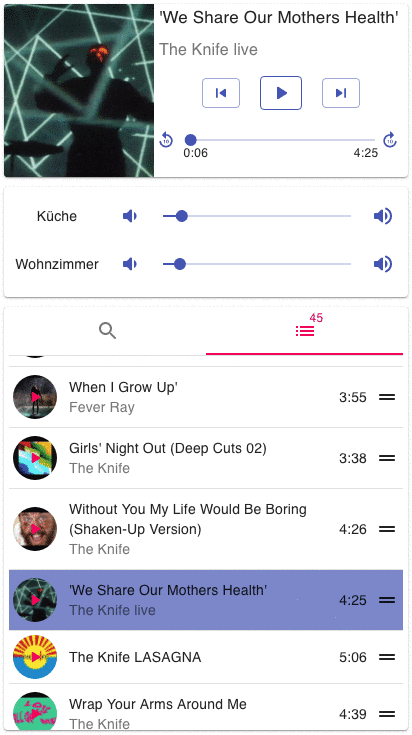 'We Share Our Mothers Health'
The Knife live
10
10
0:06
4:25
Küche
Wohnzimmer
45
When I Grow Up'
Fever Ray
3:55
Girls' Night Out (Deep Cuts 02)
The Knife
3:38
Without You My Life Would Be Boring
(Shaken-Up Version)
The Knife
4:26
'We Share Our Mothers Health'
The Knife live
4:25
The Knife LASAGNA
5:06
Wrap Your Arms Around Me
The Knife
4:39